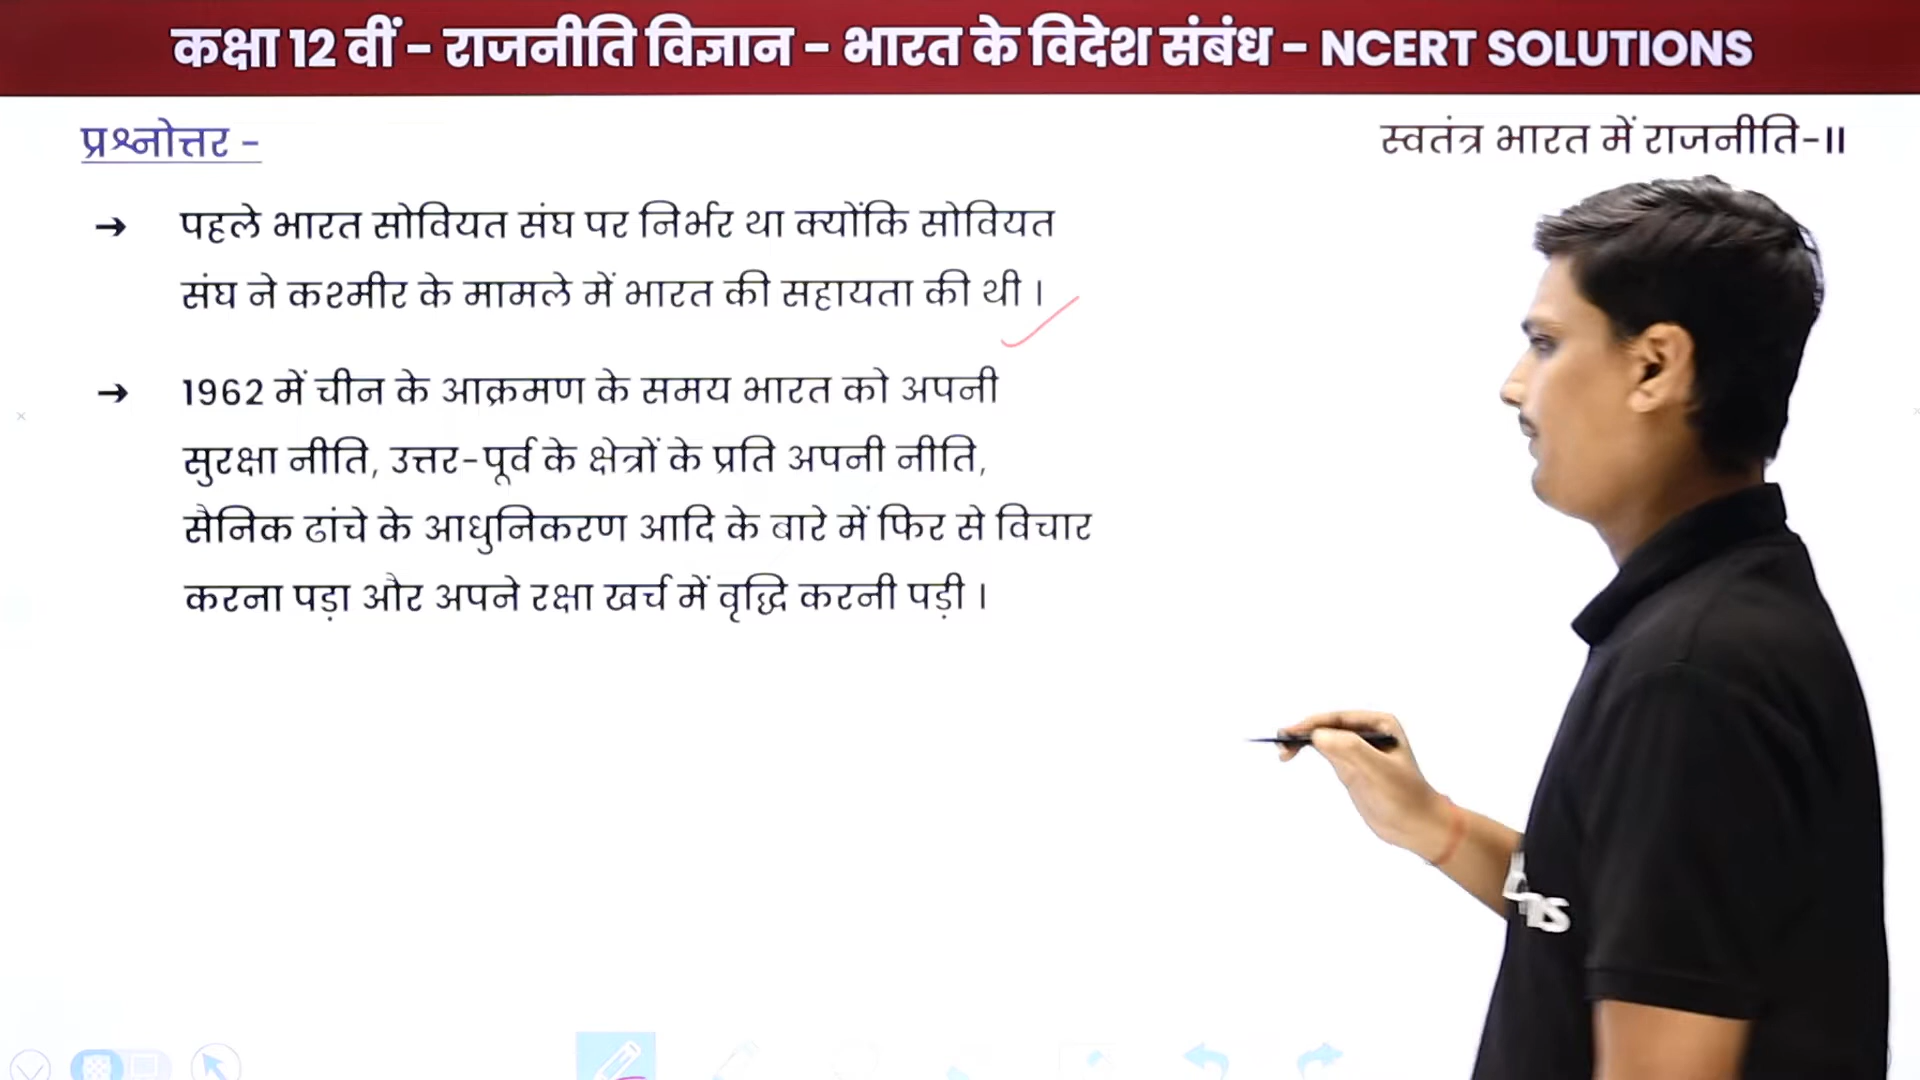 कक्षा 12 वीं – राजनीति विज्ञान – भारत के विदेश संबंध – NCERT SOLUTIONS
प्रश्नोत्तर –
स्वतंत्र भारत में राजनीति-II
→ पहले भारत सोवियत संघ पर निर्भर था क्योंकि सोवियत
संघ ने कश्मीर के मामले में भारत की सहायता की थी।
→ 1962 में चीन के आक्रमण के समय भारत को अपनी
सुरक्षा नीति, उत्तर-पूर्व के क्षेत्रों के प्रति अपनी नीति,
सैनिक ढांचे के आधुनिकरण आदि के बारे में फिर से विचार
करना पड़ा और अपने रक्षा खर्च में वृद्धि करनी पड़ी।